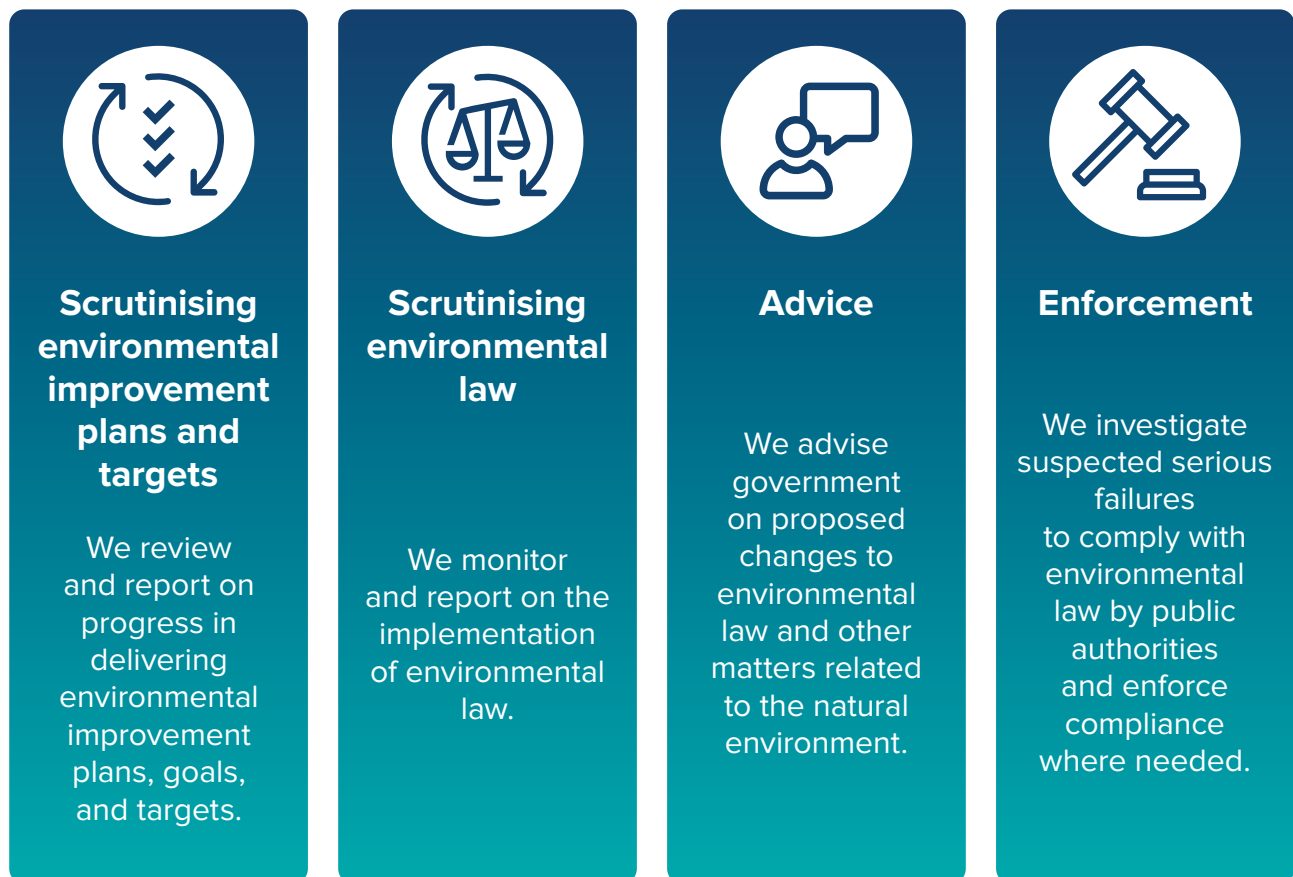 Scrutinising
environmental
improvement
plans and
targets
We review
and report on
progress in
delivering
environmental
improvement
plans, goals,
and targets.
Scrutinising
environmental
law
We monitor
and report on the
implementation
of environmental
law.
Advice
We advise
government
on proposed
changes to
environmental
law and other
matters related
to the natural
environment.
Enforcement
We investigate
suspected serious
failures
to comply with
environmental
law by public
authorities
and enforce
compliance
where needed.